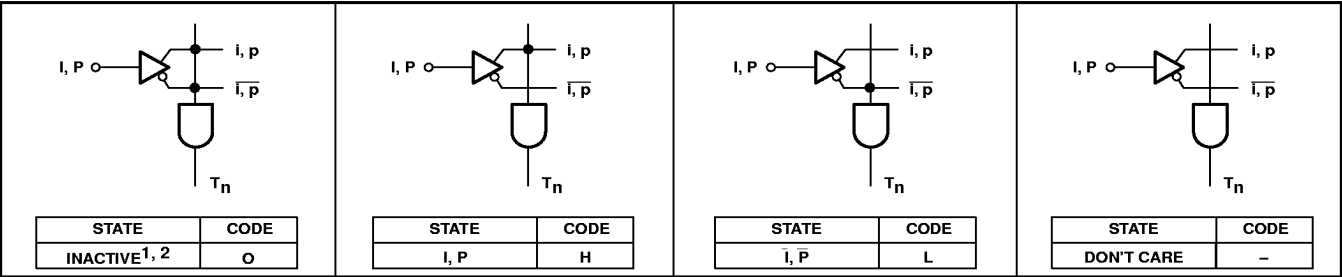 I, P
i, p
i, p
Tn
STATE CODE
INACTIVE1, 2 O
I, P
i, p
i, p
Tn
STATE CODE
I, P H
I, P
i, p
i, p
Tn
STATE CODE
I, P L
I, P
i, p
i, p
Tn
STATE CODE
DON'T CARE –